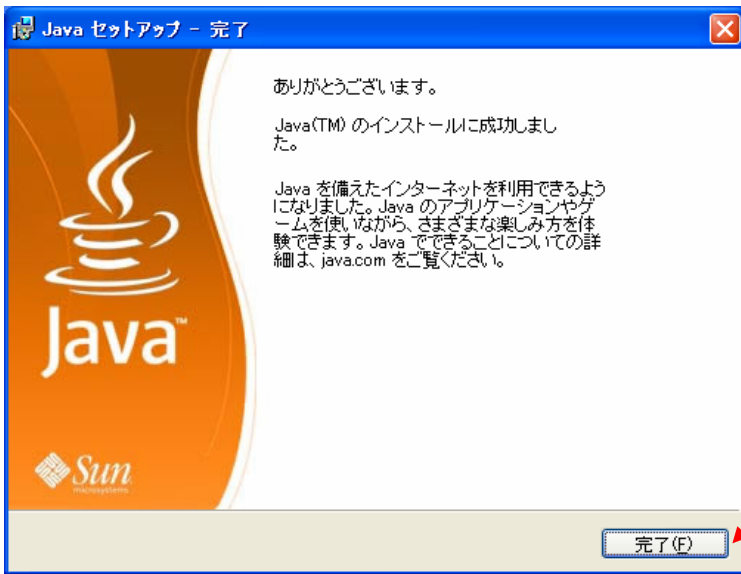 Java セットアップ - 完了
ありがとうございます。
Java(TM) のインストールに成功しまし
た。
Java を備えたインターネットを利用できるよう
になりました。Java のアプリケーションやゲ
ームを使いながら、さまざまな楽しみ方を体
験できます。Java でできることについての詳
細は、java.com をご覧ください。
Java™
Sun
microsystems
完了(F)